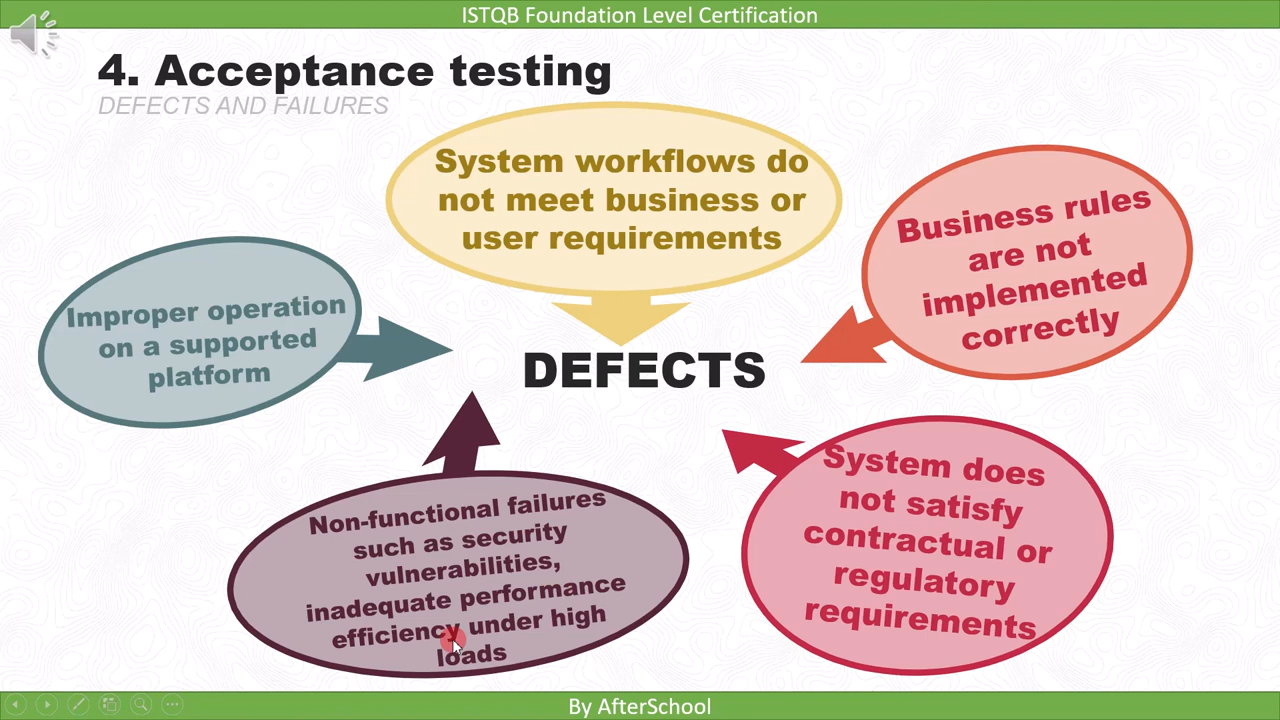 ISTQB Foundation Level Certification
4. Acceptance testing
DEFECTS AND FAILURES
System workflows do
not meet business or
user requirements
Business rules
are not
implemented
correctly
Improper operation
on a supported
platform
DEFECTS
Non-functional failures
such as security
vulnerabilities,
inadequate performance
efficiency under high
loads
System does
not satisfy
contractual or
regulatory
requirements
By AfterSchool